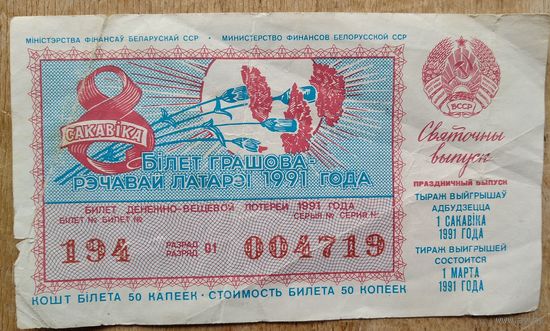 МІНІСТЭРСТВА ФІНАНСАЎ БЕЛАРУСКАЙ ССР • МИНИСТЕРСТВО ФИНАНСОВ БЕЛОРУССКОЙ ССР
8
САКАВІКА
БІЛЕТ ГРАШОВА-
РЭЧАВАЙ ЛАТАРЭІ 1991 ГОДА
БИЛЕТ ДЕНЕЖНО-ВЕЩЕВОЙ ЛОТЕРЕИ 1991 ГОДА
БІЛЕТ № БИЛЕТ №
СЕРЫЯ № СЕРИЯ №
194
РАЗРАД
РАЗРЯД
01
004719
КОШТ БІЛЕТА 50 КАПЕЕК • СТОИМОСТЬ БИЛЕТА 50 КОПЕЕК
БССР
Святочны
выпуск
ПРАЗДНИЧНЫЙ ВЫПУСК
ТЫРАЖ ВЫЙГРЫШАЎ
АДБУДЗЕЦЦА
1 САКАВІКА
1991 ГОДА
ТИРАЖ ВЫИГРЫШЕЙ
СОСТОИТСЯ
1 МАРТА
1991 ГОДА